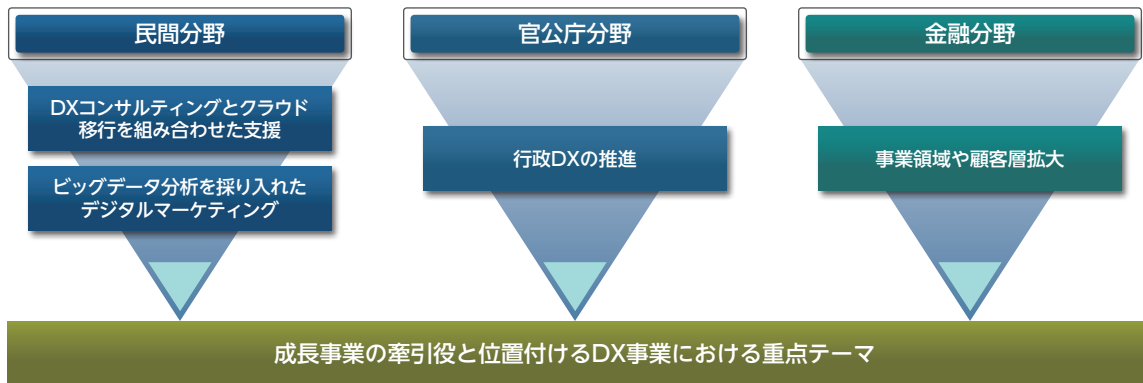 民間分野
DXコンサルティングとクラウド
移行を組み合わせた支援
ビッグデータ分析を採り入れた
デジタルマーケティング
官公庁分野
行政DXの推進
金融分野
事業領域や顧客層拡大
成長事業の牽引役と位置付けるDX事業における重点テーマ